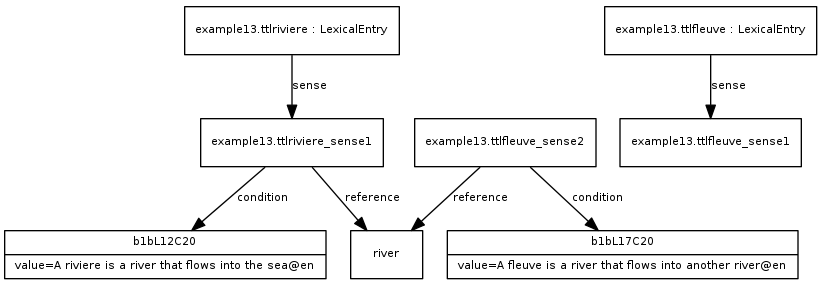 example13.ttlriviere : LexicalEntry
example13.ttlfleuve : LexicalEntry
sense
sense
example13.ttlriviere_sense1
example13.ttlfleuve_sense2
example13.ttlfleuve_sense1
condition
reference
reference
condition
b1bL12C20
value=A riviere is a river that flows into the sea@en
river
b1bL17C20
value=A fleuve is a river that flows into another river@en